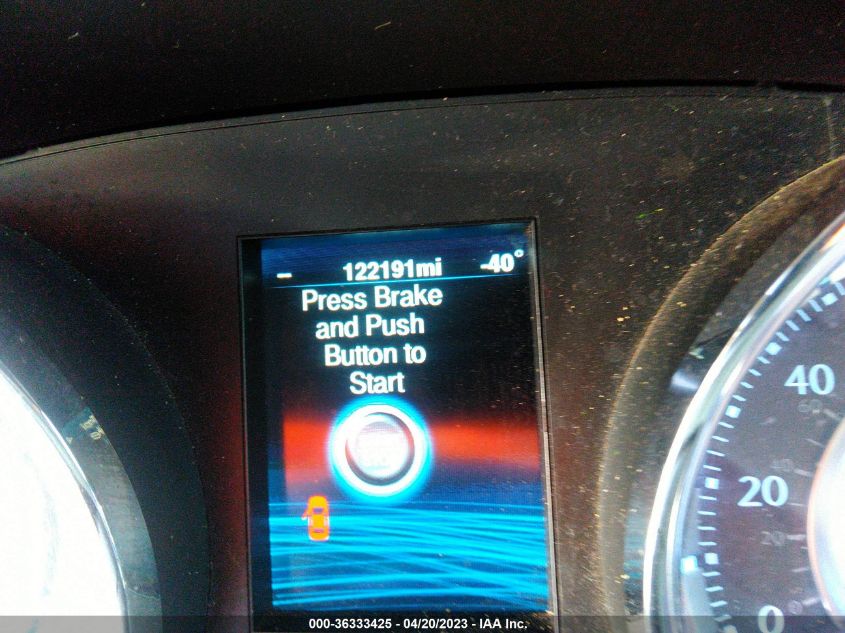 -- 122191mi -40°
Press Brake
and Push
Button to
Start
40
20
0
000-36333425 - 04/20/2023 - IAA Inc.